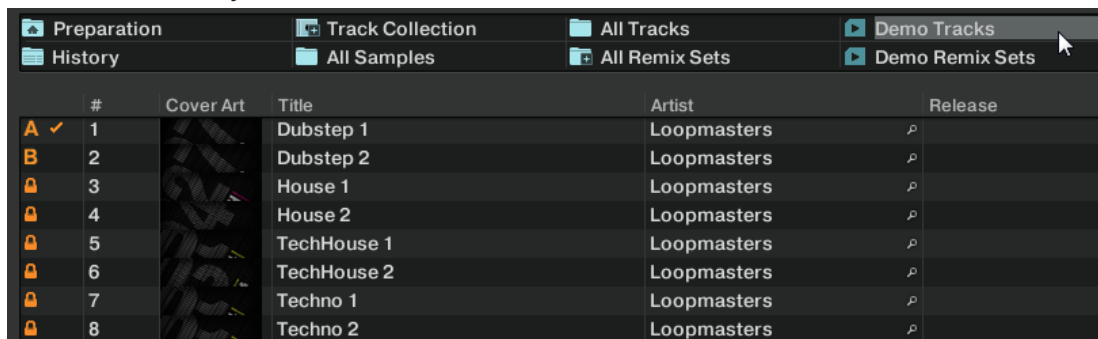 Preparation Track Collection All Tracks Demo Tracks
History All Samples All Remix Sets Demo Remix Sets
# Cover Art Title Artist Release
A 1 Dubstep 1 Loopmasters
B 2 Dubstep 2 Loopmasters
3 House 1 Loopmasters
4 House 2 Loopmasters
5 TechHouse 1 Loopmasters
6 TechHouse 2 Loopmasters
7 Techno 1 Loopmasters
8 Techno 2 Loopmasters